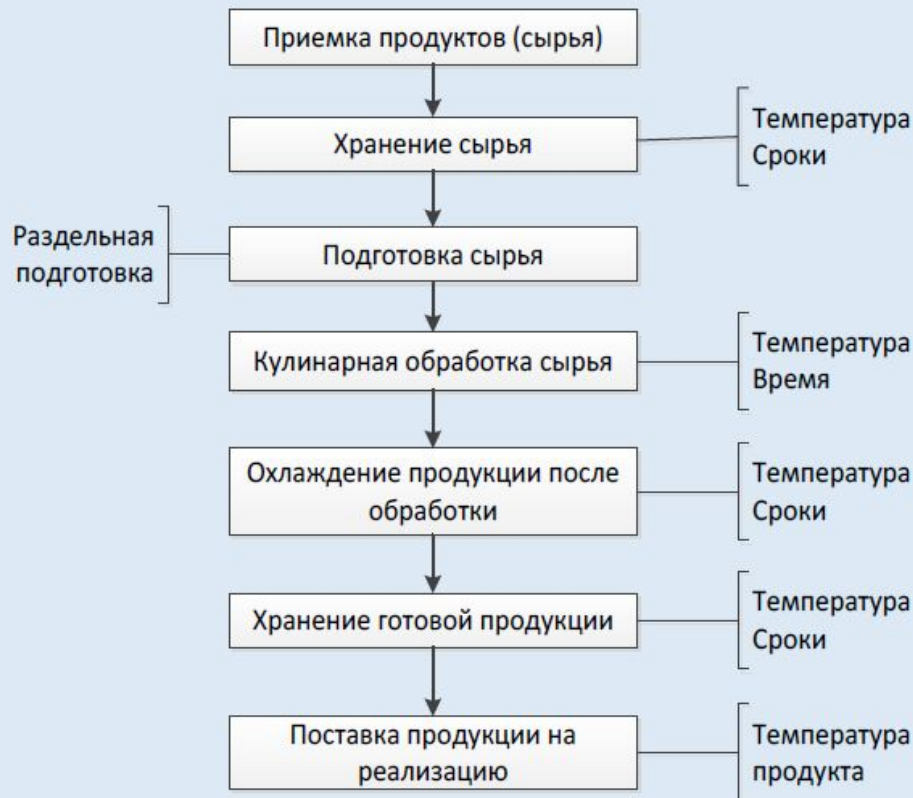 Приемка продуктов (сырья)
Хранение сырья
Температура
Сроки
Раздельная
подготовка
Подготовка сырья
Кулинарная обработка сырья
Температура
Время
Охлаждение продукции после
обработки
Температура
Сроки
Хранение готовой продукции
Температура
Сроки
Поставка продукции на
реализацию
Температура
продукта